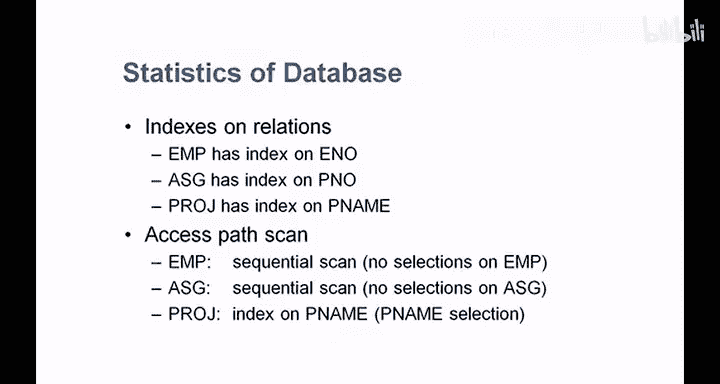 bilibili
Statistics of Database
• Indexes on relations
– EMP has index on ENO
– ASG has index on PNO
– PROJ has index on PNAME
• Access path scan
– EMP: sequential scan (no selections on EMP)
– ASG: sequential scan (no selections on ASG)
– PROJ: index on PNAME (PNAME selection)